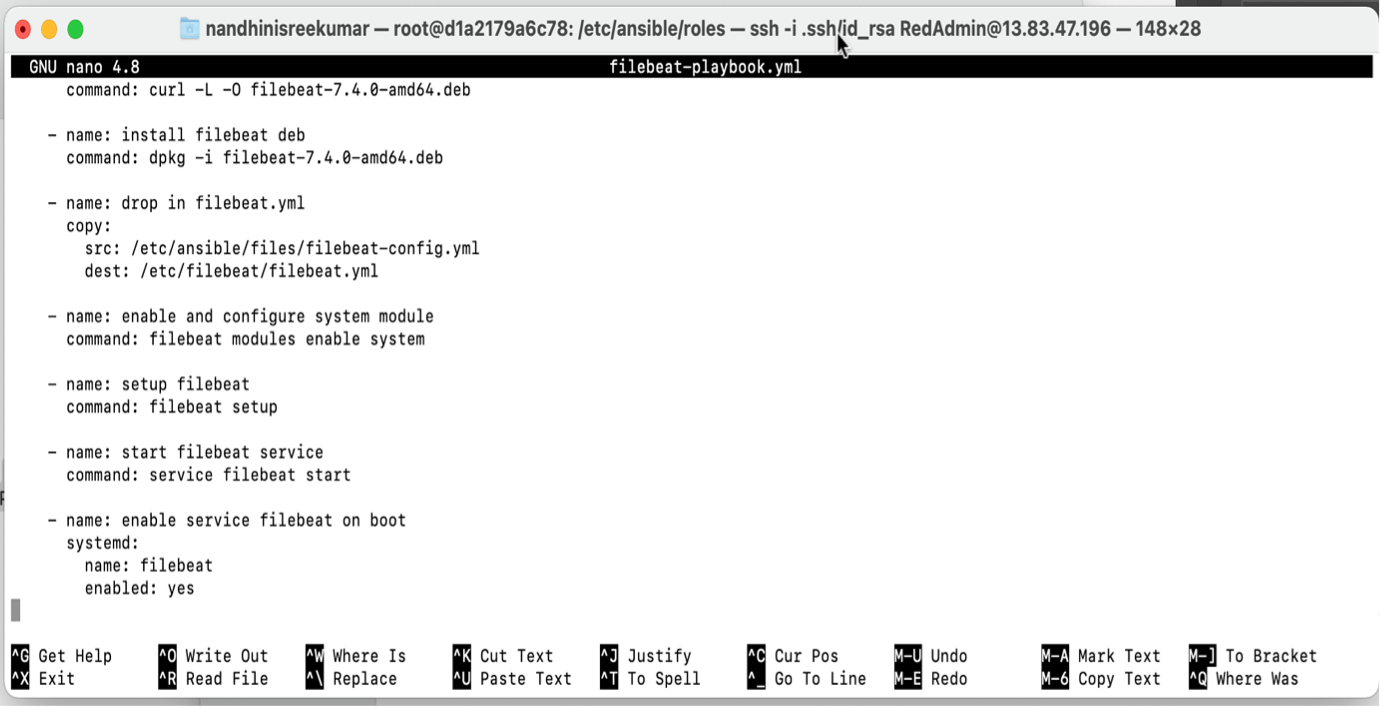 nandhinisreekumar — root@d1a2179a6c78: /etc/ansible/roles — ssh -i .ssh/id_rsa RedAdmin@13.83.47.196 — 148×28
GNU nano 4.8 filebeat-playbook.yml
command: curl -L -O filebeat-7.4.0-amd64.deb
- name: install filebeat deb
command: dpkg -i filebeat-7.4.0-amd64.deb
- name: drop in filebeat.yml
copy:
src: /etc/ansible/files/filebeat-config.yml
dest: /etc/filebeat/filebeat.yml
- name: enable and configure system module
command: filebeat modules enable system
- name: setup filebeat
command: filebeat setup
- name: start filebeat service
command: service filebeat start
- name: enable service filebeat on boot
systemd:
name: filebeat
enabled: yes
^G Get Help ^O Write Out ^W Where Is ^K Cut Text ^J Justify ^C Cur Pos M-U Undo M-A Mark Text M-] To Bracket
^X Exit ^R Read File ^\ Replace ^U Paste Text ^T To Spell ^_ Go To Line M-E Redo M-6 Copy Text ^Q Where Was